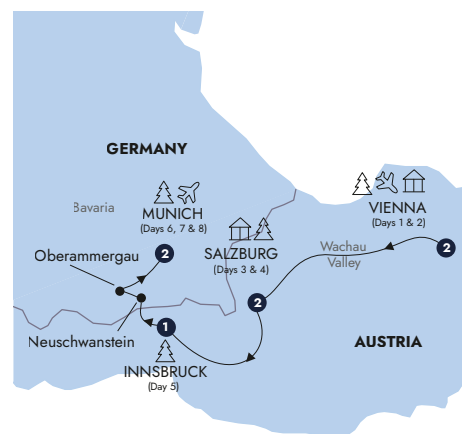 GERMANY
Bavaria
MUNICH
(Days 6, 7 & 8)
VIENNA
(Days 1 & 2)
SALZBURG
(Days 3 & 4)
Oberammergau
2
Wachau
Valley
2
2
Neuschwanstein
1
AUSTRIA
INNSBRUCK
(Day 5)